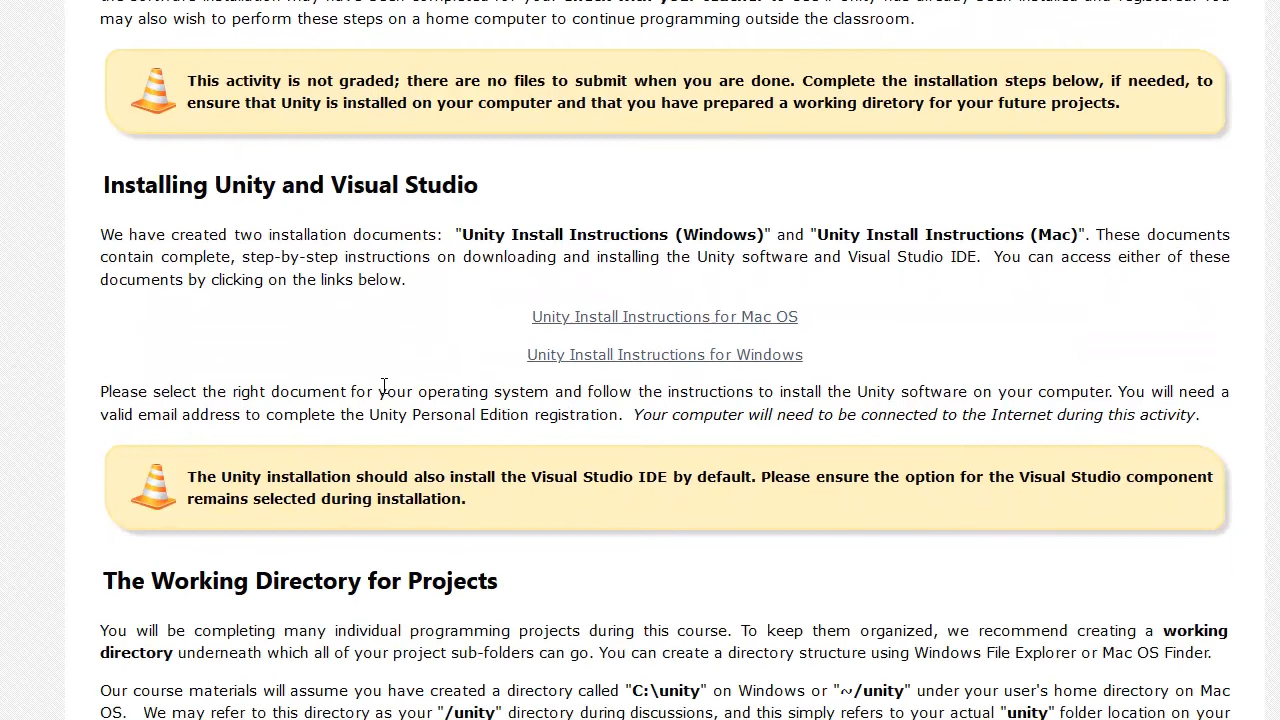 may also wish to perform these steps on a home computer to continue programming outside the classroom.
This activity is not graded; there are no files to submit when you are done. Complete the installation steps below, if needed, to
ensure that Unity is installed on your computer and that you have prepared a working diretory for your future projects.
Installing Unity and Visual Studio
We have created two installation documents:  "Unity Install Instructions (Windows)" and "Unity Install Instructions (Mac)". These documents
contain complete, step-by-step instructions on downloading and installing the Unity software and Visual Studio IDE.  You can access either of these
documents by clicking on the links below.
Unity Install Instructions for Mac OS
Unity Install Instructions for Windows
Please select the right document for your operating system and follow the instructions to install the Unity software on your computer. You will need a
valid email address to complete the Unity Personal Edition registration.  Your computer will need to be connected to the Internet during this activity.
The Unity installation should also install the Visual Studio IDE by default. Please ensure the option for the Visual Studio component
remains selected during installation.
The Working Directory for Projects
You will be completing many individual programming projects during this course. To keep them organized, we recommend creating a working
directory underneath which all of your project sub-folders can go. You can create a directory structure using Windows File Explorer or Mac OS Finder.
Our course materials will assume you have created a directory called "C:\unity" on Windows or "~/unity" under your user's home directory on Mac
OS.   We may refer to this directory as your "/unity" directory during discussions, and this simply refers to your actual "unity" folder location on your